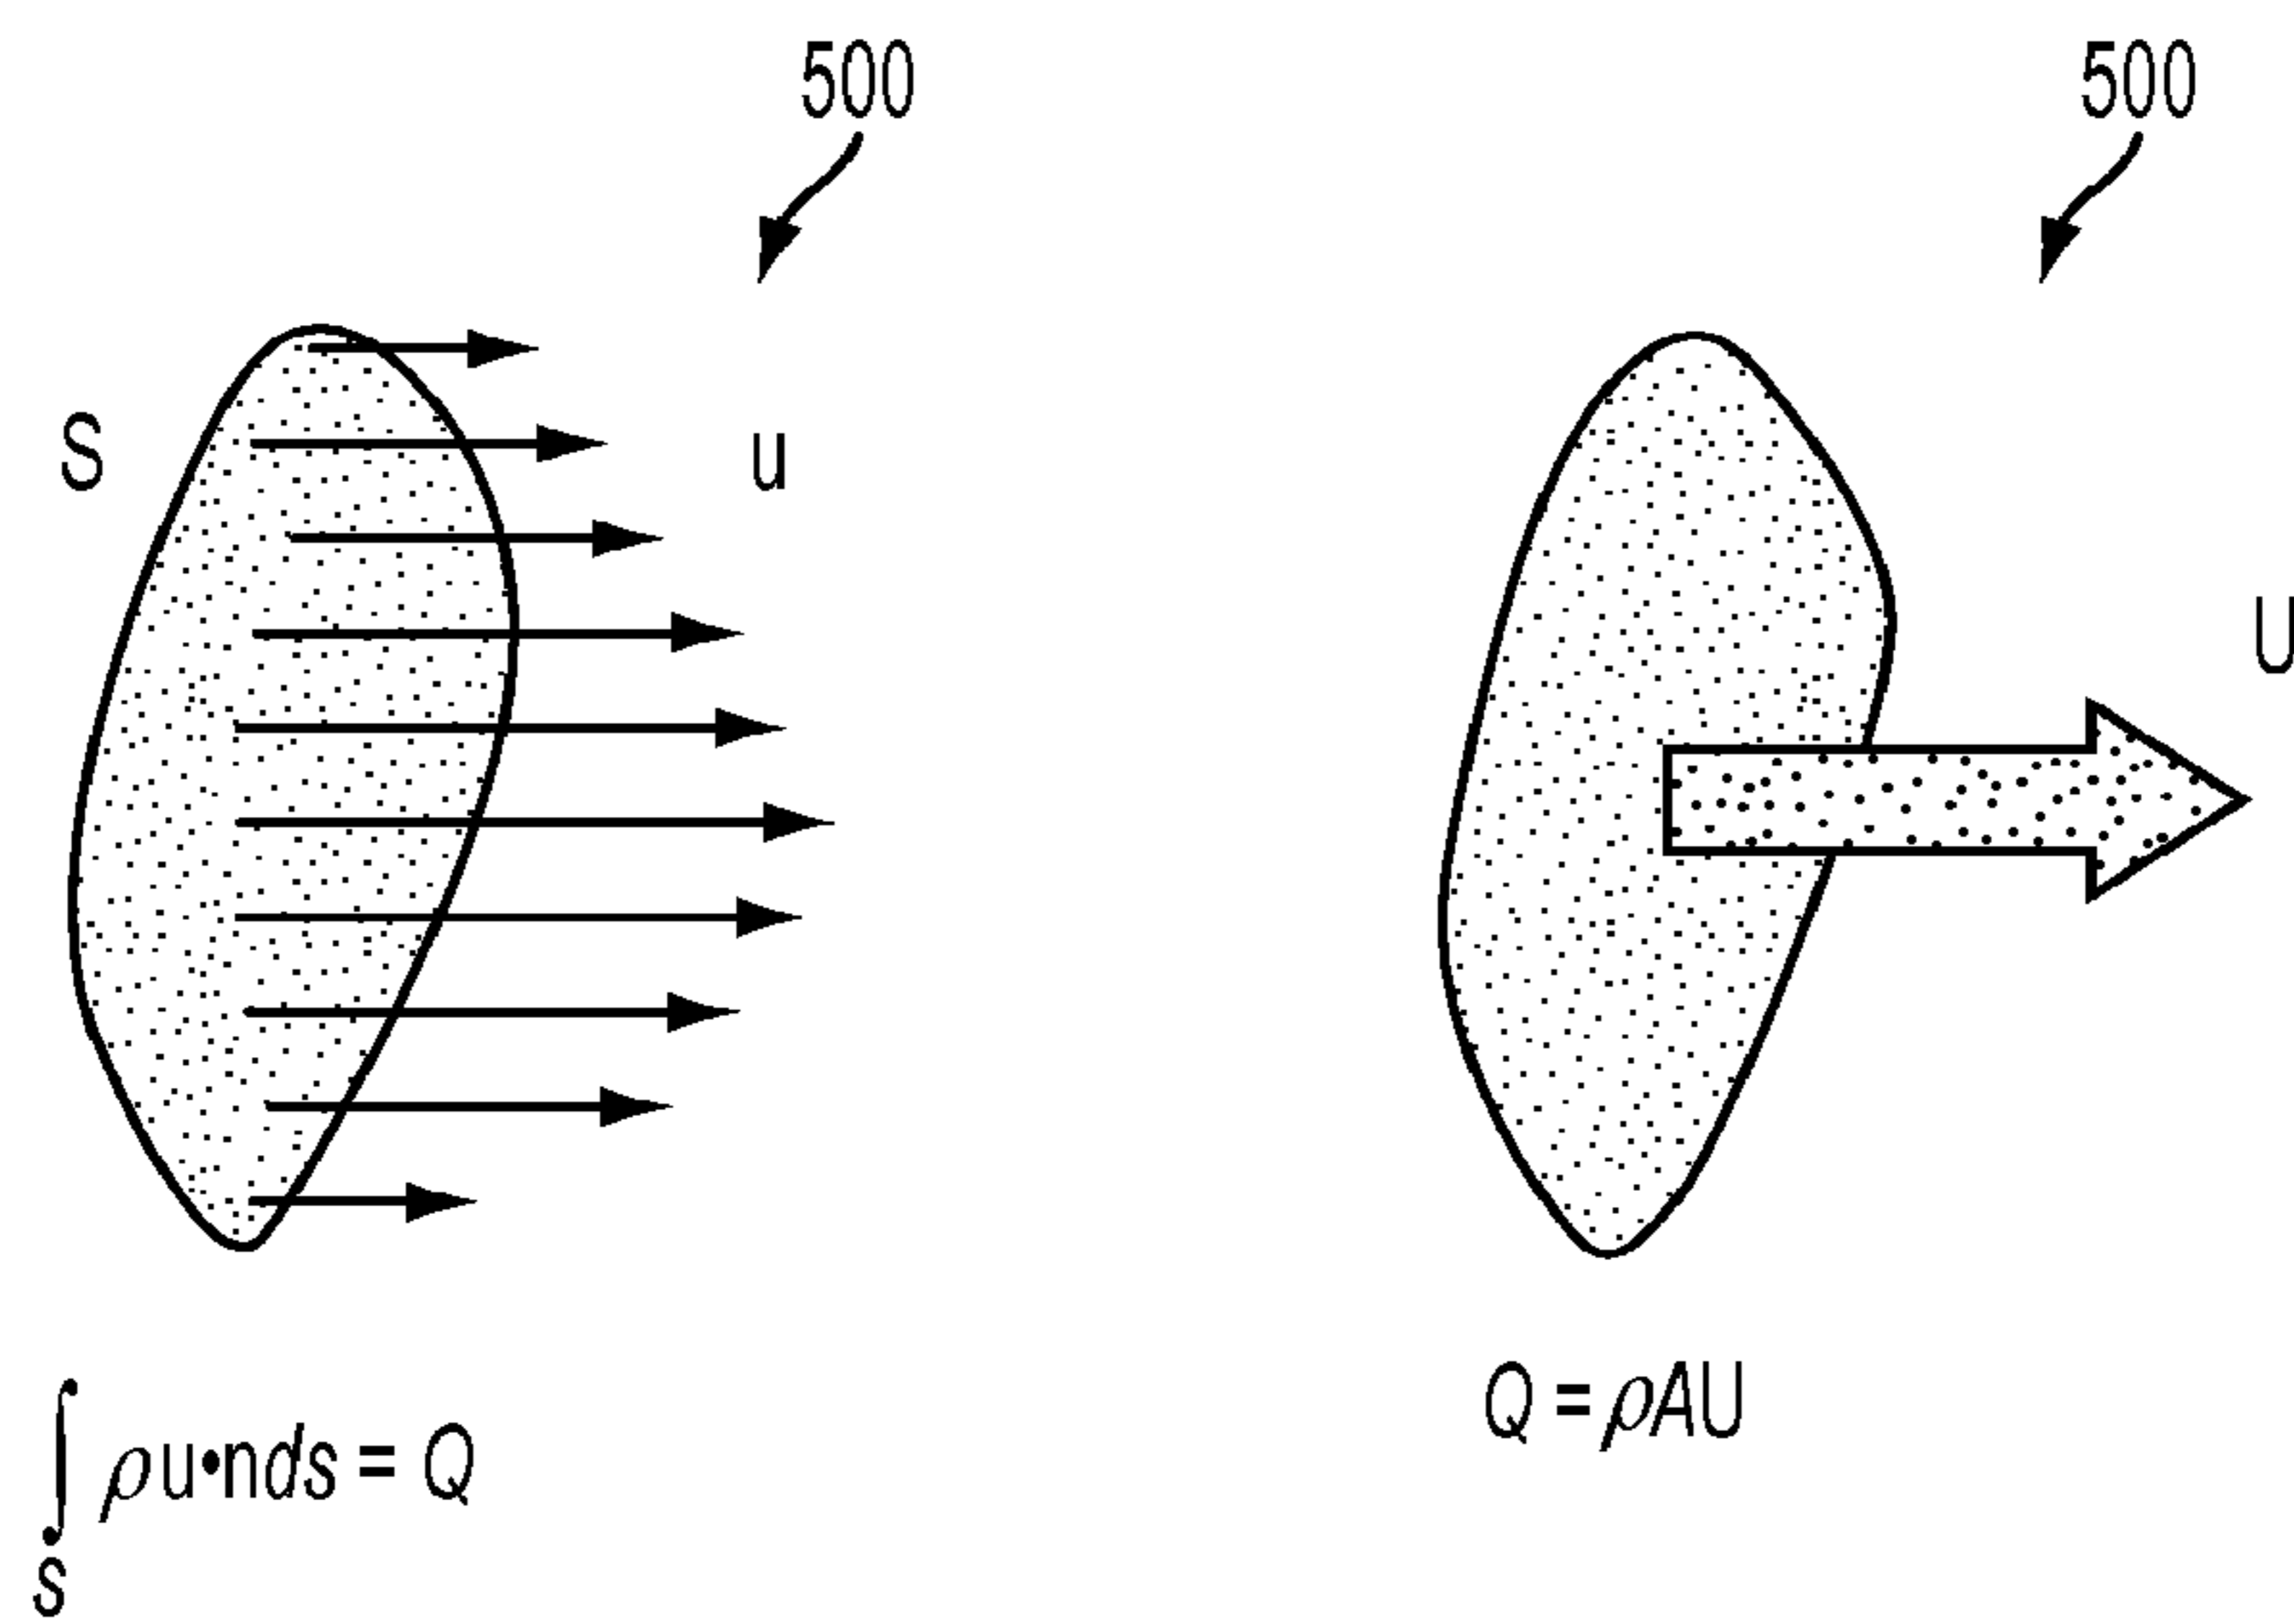 500
500
S
u
U
∫ ρu•nds = Q
s
Q = ρAU